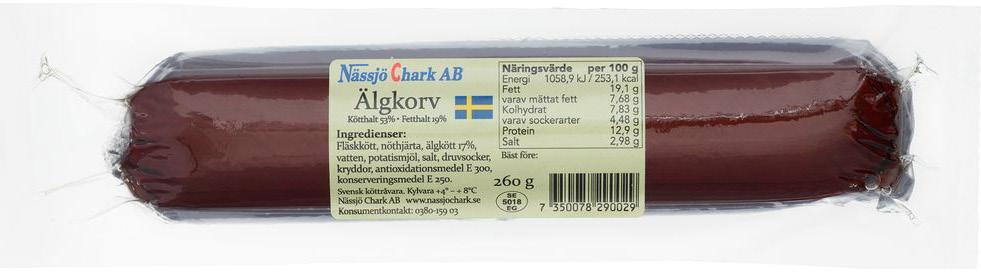 Nässjö Chark AB
Älgkorv
Kötthalt 53% • Fetthalt 19%
Ingredienser:
Fläskkött, nöthjärta, älgkött 17%,
vatten, potatismjöl, salt, druvsocker,
kryddor, antioxidationsmedel E 300,
konserveringsmedel E 250.
Svensk köttråvara. Kylvara +4° – + 8°C
Nässjö Chark AB www.nassjochark.se
Konsumentkontakt: 0380-159 03
Näringsvärde per 100 g
Energi 1058,9 kJ / 253,1 kcal
Fett 19,1 g
varav mättat fett 7,68 g
Kolhydrat 7,83 g
varav sockerarter 4,48 g
Protein 12,9 g
Salt 2,98 g
Bäst före:
260 g
SE
5018
EG
7 350078 290029